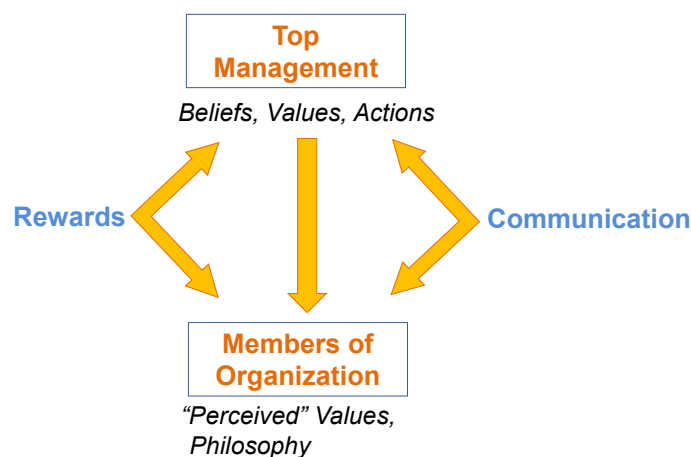 Top
Management
Beliefs, Values, Actions
Rewards
Communication
Members of
Organization
“Perceived” Values,
Philosophy